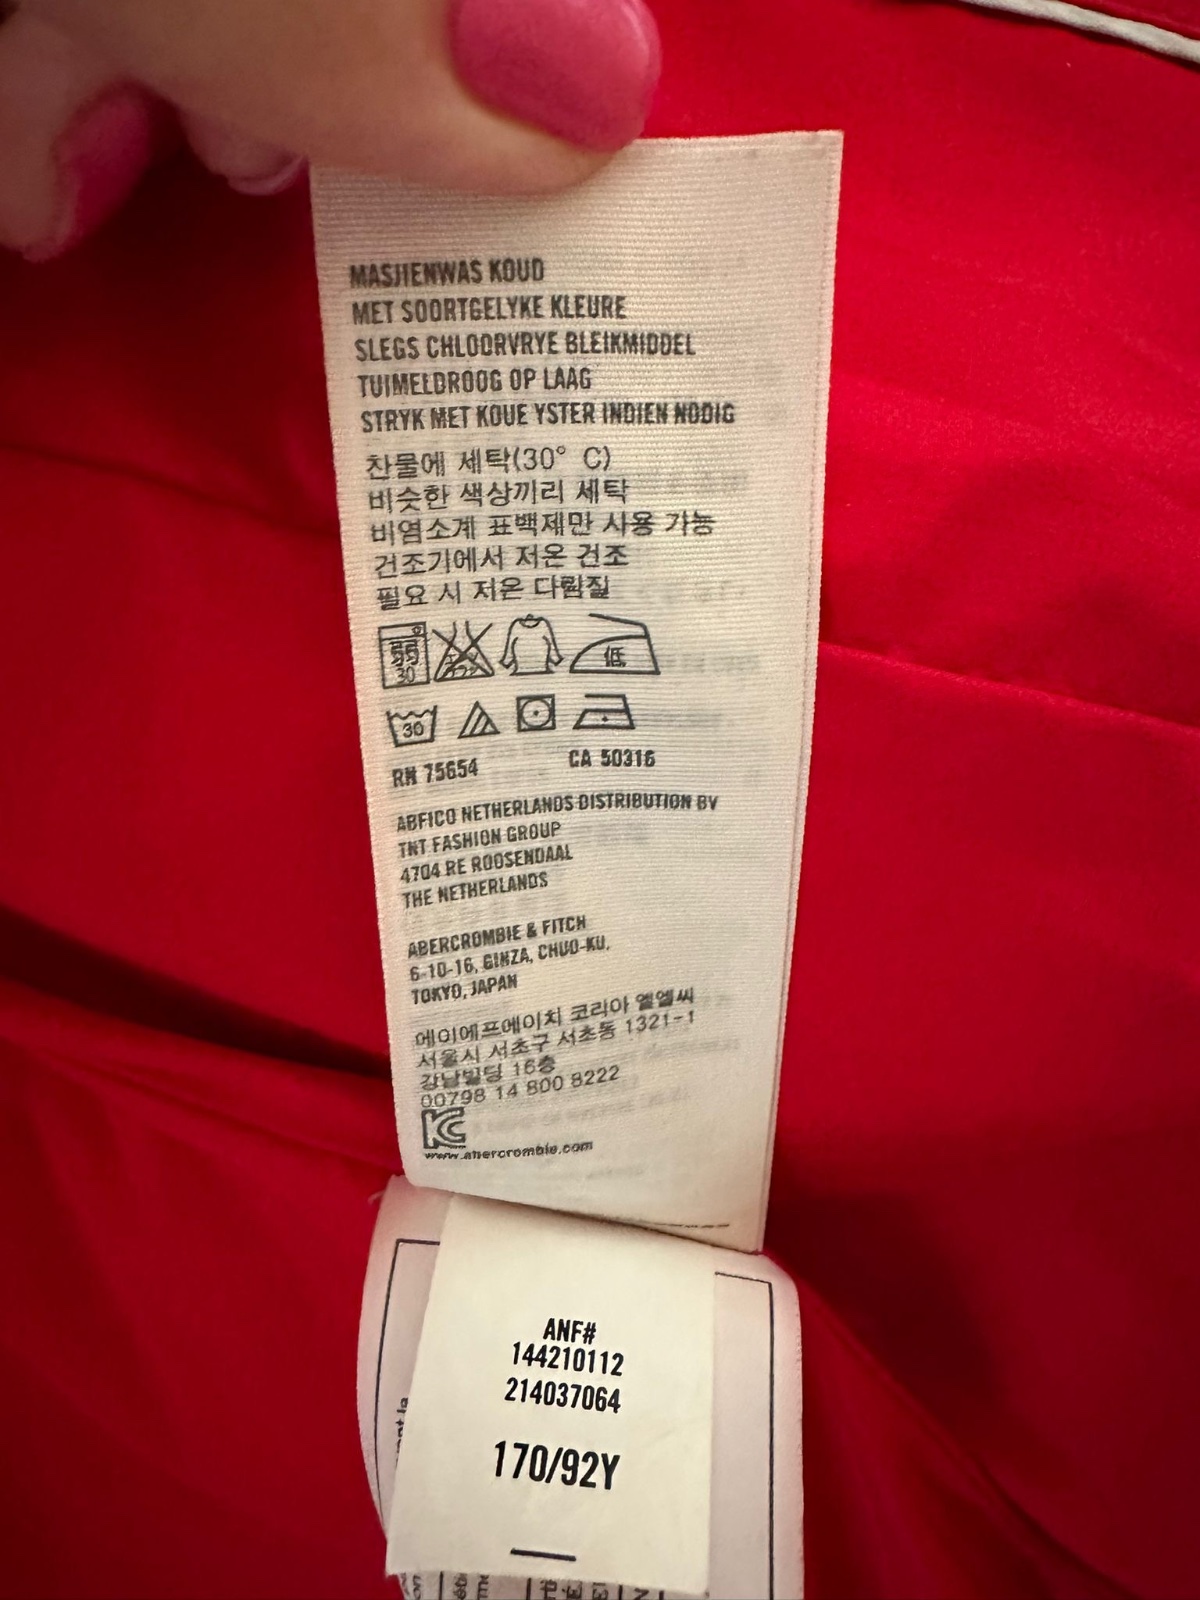 MASJIENWAS KOUD
MET SOORTGELYKE KLEURE
SLEGS CHLOORVRYE BLEIKMIDDEL
TUIMELDROOG OP LAAG
STRYK MET KOUE YSTER INDIEN NODIG
찬물에 세탁(30° C)
비슷한 색상끼리 세탁
비염소계 표백제만 사용 가능
건조기에서 저온 건조
필요 시 저온 다림질
弱 30 低
30
RN 75654 CA 50316
ABFICO NETHERLANDS DISTRIBUTION BV
TNT FASHION GROUP
4704 RE ROOSENDAAL
THE NETHERLANDS
ABERCROMBIE & FITCH
6-10-16, GINZA, CHUO-KU,
TOKYO, JAPAN
에이에프에이치 코리아 엘엘씨
서울시 서초구 서초동 1321-1
강남빌딩 16층
00798 14 800 8222
KC
www.abercrombie.com
ANF#
144210112
214037064
170/92Y